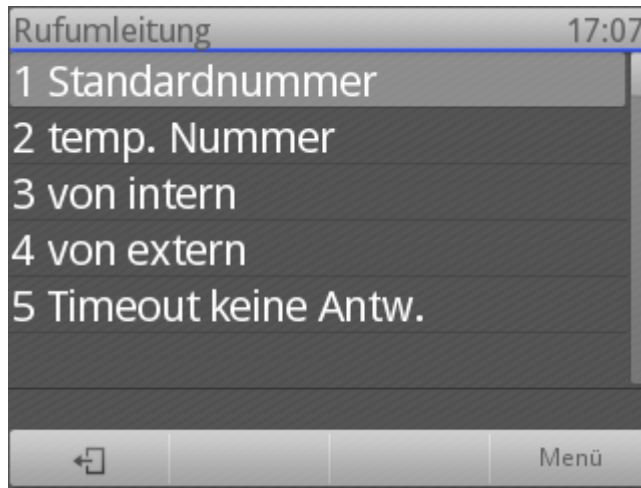 Rufumleitung 17:07
1 Standardnummer
2 temp. Nummer
3 von intern
4 von extern
5 Timeout keine Antw.
Menü